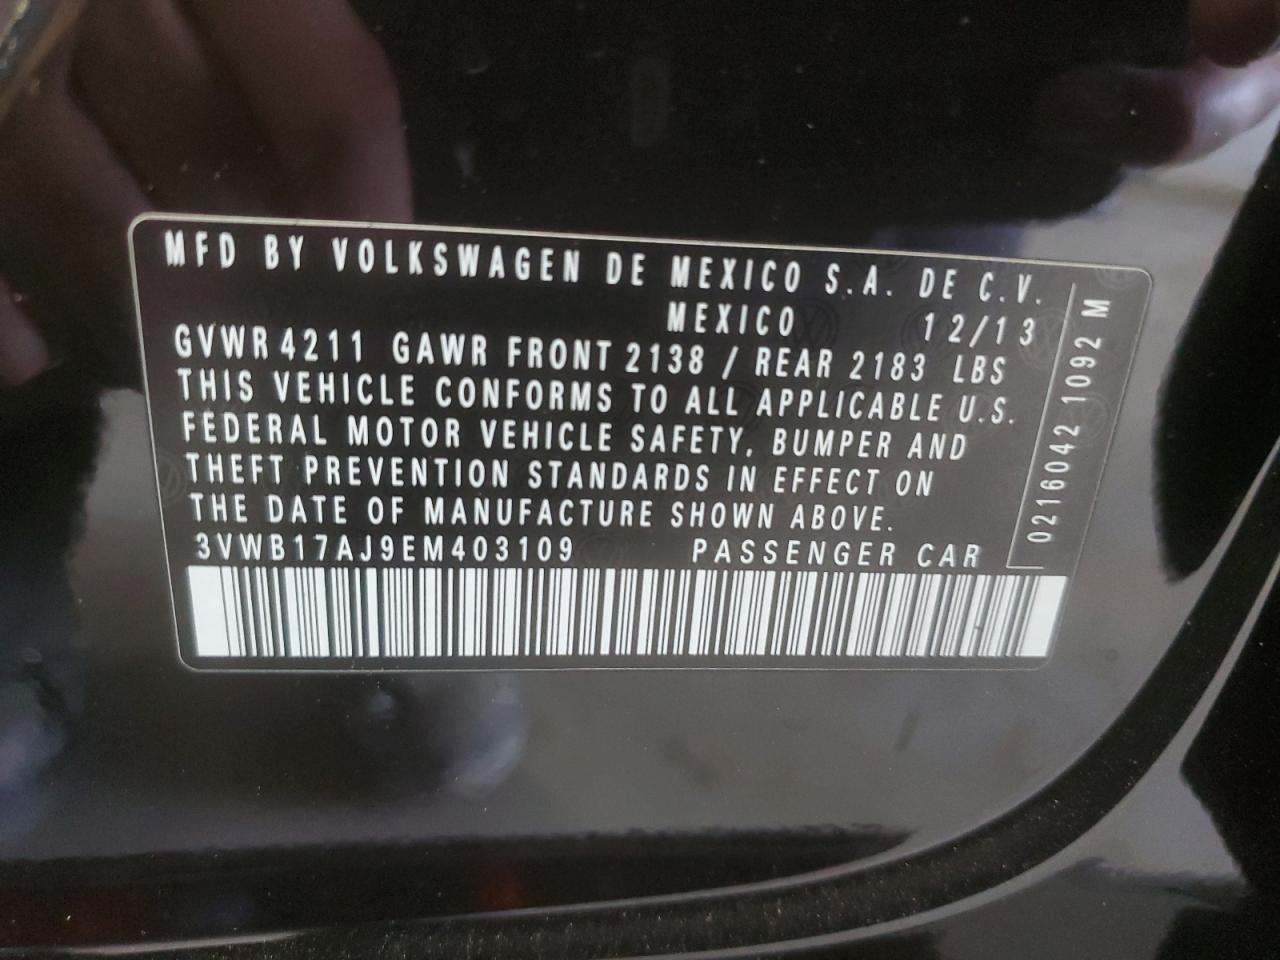 MFD BY VOLKSWAGEN DE MEXICO S.A. DE C.V.
MEXICO 12/13
GVWR 4211 GAWR FRONT 2138 / REAR 2183 LBS
THIS VEHICLE CONFORMS TO ALL APPLICABLE U.S.
FEDERAL MOTOR VEHICLE SAFETY, BUMPER AND
THEFT PREVENTION STANDARDS IN EFFECT ON
THE DATE OF MANUFACTURE SHOWN ABOVE.
3VWB17AJ9EM403109 PASSENGER CAR
0216042 1092 M